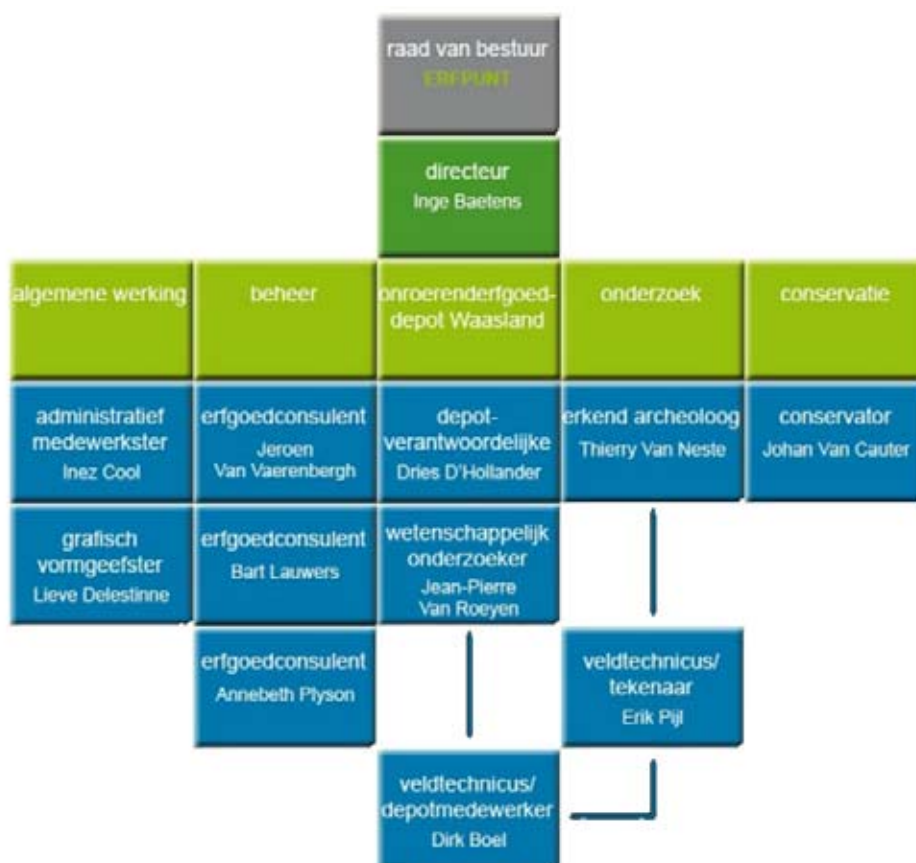 raad van bestuur
ERFPUNT
directeur
Inge Baetens
algemene werking
beheer
onroerenderfgoed-
depot Waasland
onderzoek
conservatie
administratief
medewerkster
Inez Cool
erfgoedconsulent
Jeroen
Van Vaerenbergh
depot-
verantwoordelijke
Dries D'Hollander
erkend archeoloog
Thierry Van Neste
conservator
Johan Van Cauter
grafisch
vormgeefster
Lieve Delestinne
erfgoedconsulent
Bart Lauwers
wetenschappelijk
onderzoeker
Jean-Pierre
Van Roeyen
erfgoedconsulent
Annebeth Plyson
veldtechnicus/
tekenaar
Erik Pijl
veldtechnicus/
depotmedewerker
Dirk Boel